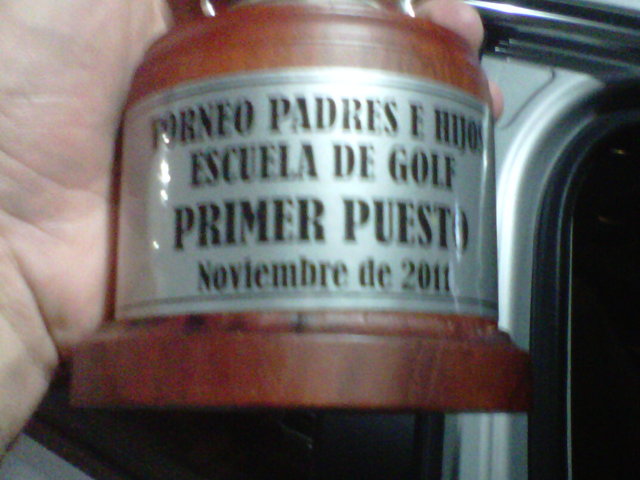 TORNEO PADRES E HIJOS
ESCUELA DE GOLF
PRIMER PUESTO
Noviembre de 2011